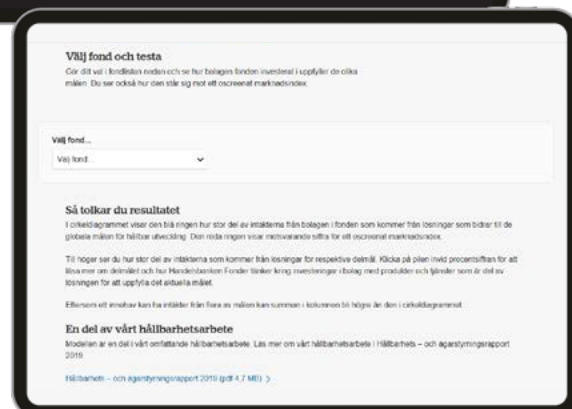 Välj fond och testa
Gör ditt val i fondlistan nedan och se hur bolagen fonden investerat i uppfyller de olika
målen. Du ser också hur den står sig mot ett oscreenat marknadsindex.
Välj fond...
Välj fond...
Så tolkar du resultatet
I cirkeldiagrammet visar den blå ringen hur stor del av intäkterna från bolagen i fonden som kommer från lösningar som bidrar till de
globala målen för hållbar utveckling. Den röda ringen visar motsvarande siffra för ett oscreenat marknadsindex.
Till höger ser du hur stor del av intäkterna som kommer från lösningar för respektive delmål. Klicka på pilen invid procentsiffran för att
läsa mer om delmålet och hur Handelsbanken Fonder tänker kring investeringar i bolag med produkter och tjänster som är del av
lösningen för att uppfylla det aktuella målet.
Eftersom ett innehav kan ha intäkter från flera av målen kan summan i kolumnen bli högre än den i cirkeldiagrammet.
En del av vårt hållbarhetsarbete
Modellen är en del i vårt omfattande hållbarhetsarbete. Läs mer om vårt hållbarhetsarbete i Hållbarhets – och ägarstyrningsrapport
2019
Hållbarhets – och ägarstyrningsrapport 2019 (pdf 4,7 MB) >